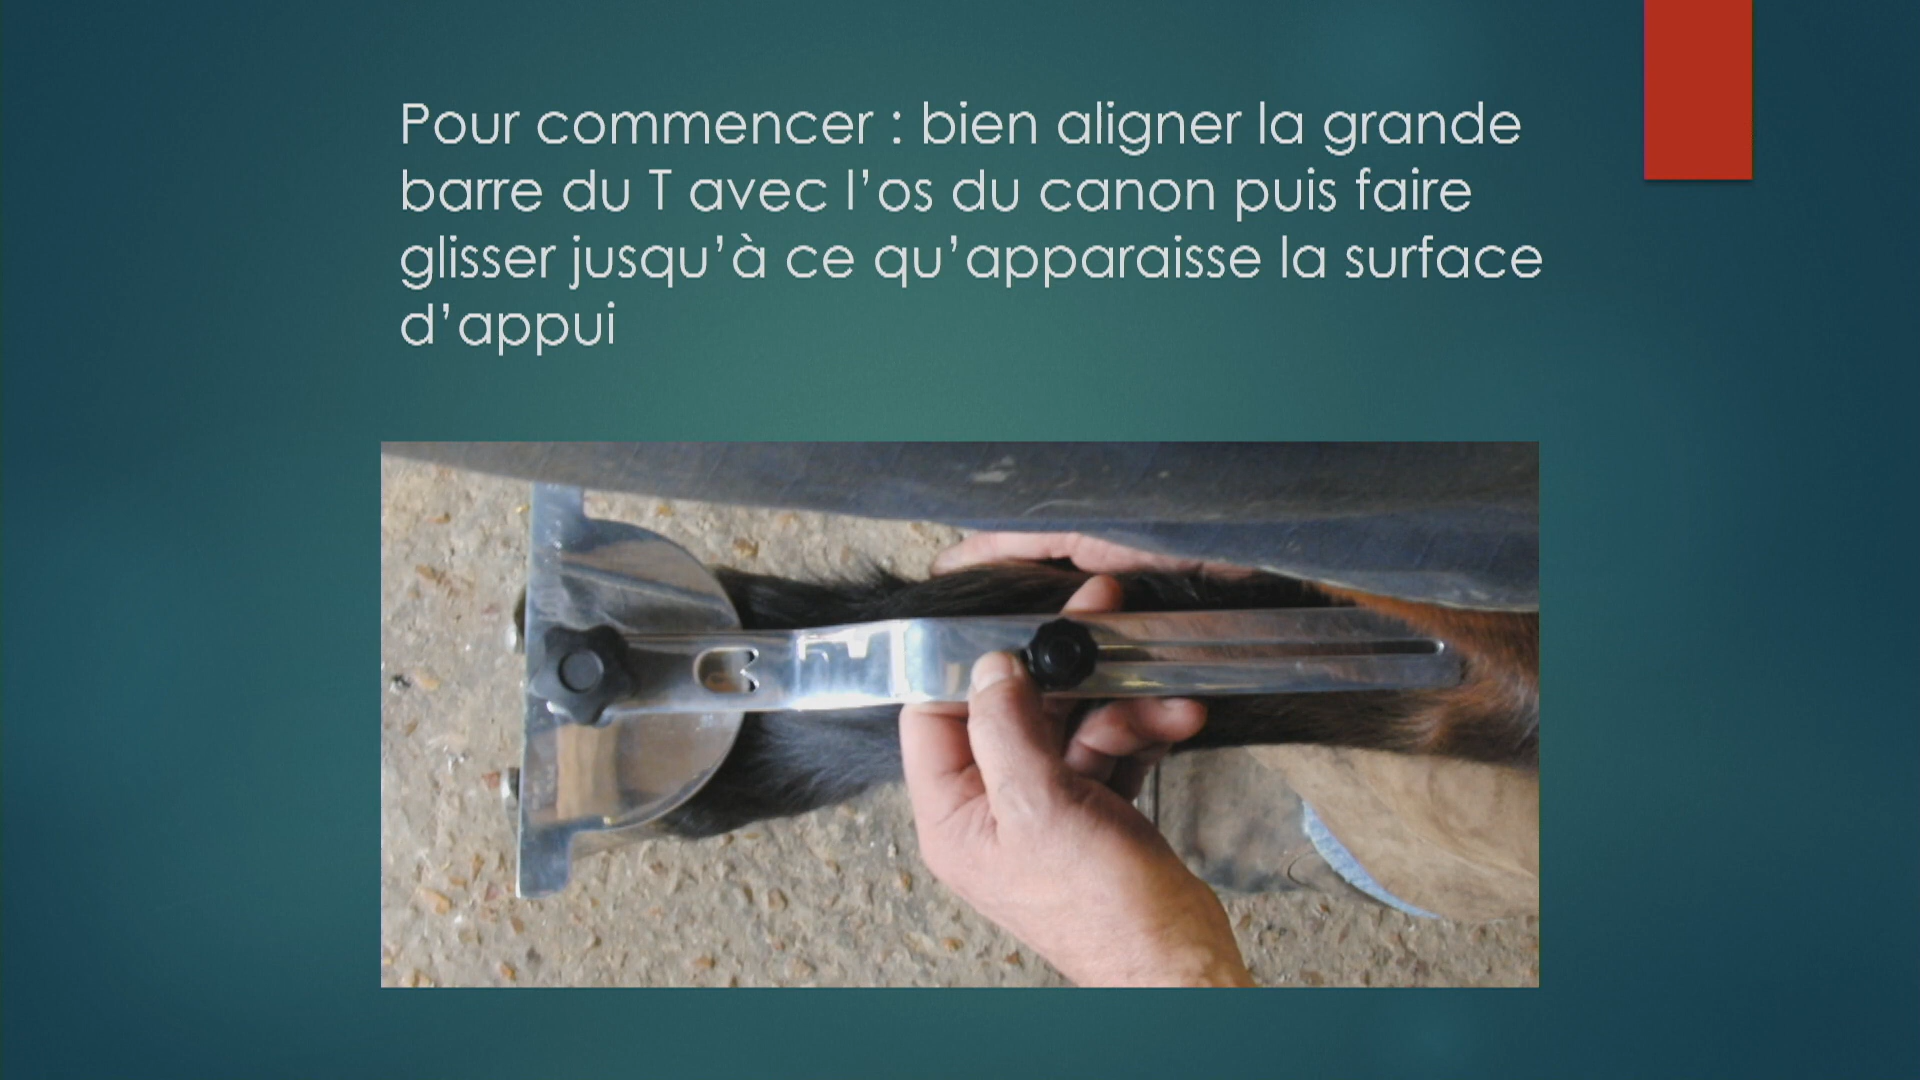 Pour commencer : bien aligner la grande
barre du T avec l’os du canon puis faire
glisser jusqu’à ce qu’apparaisse la surface
d’appui